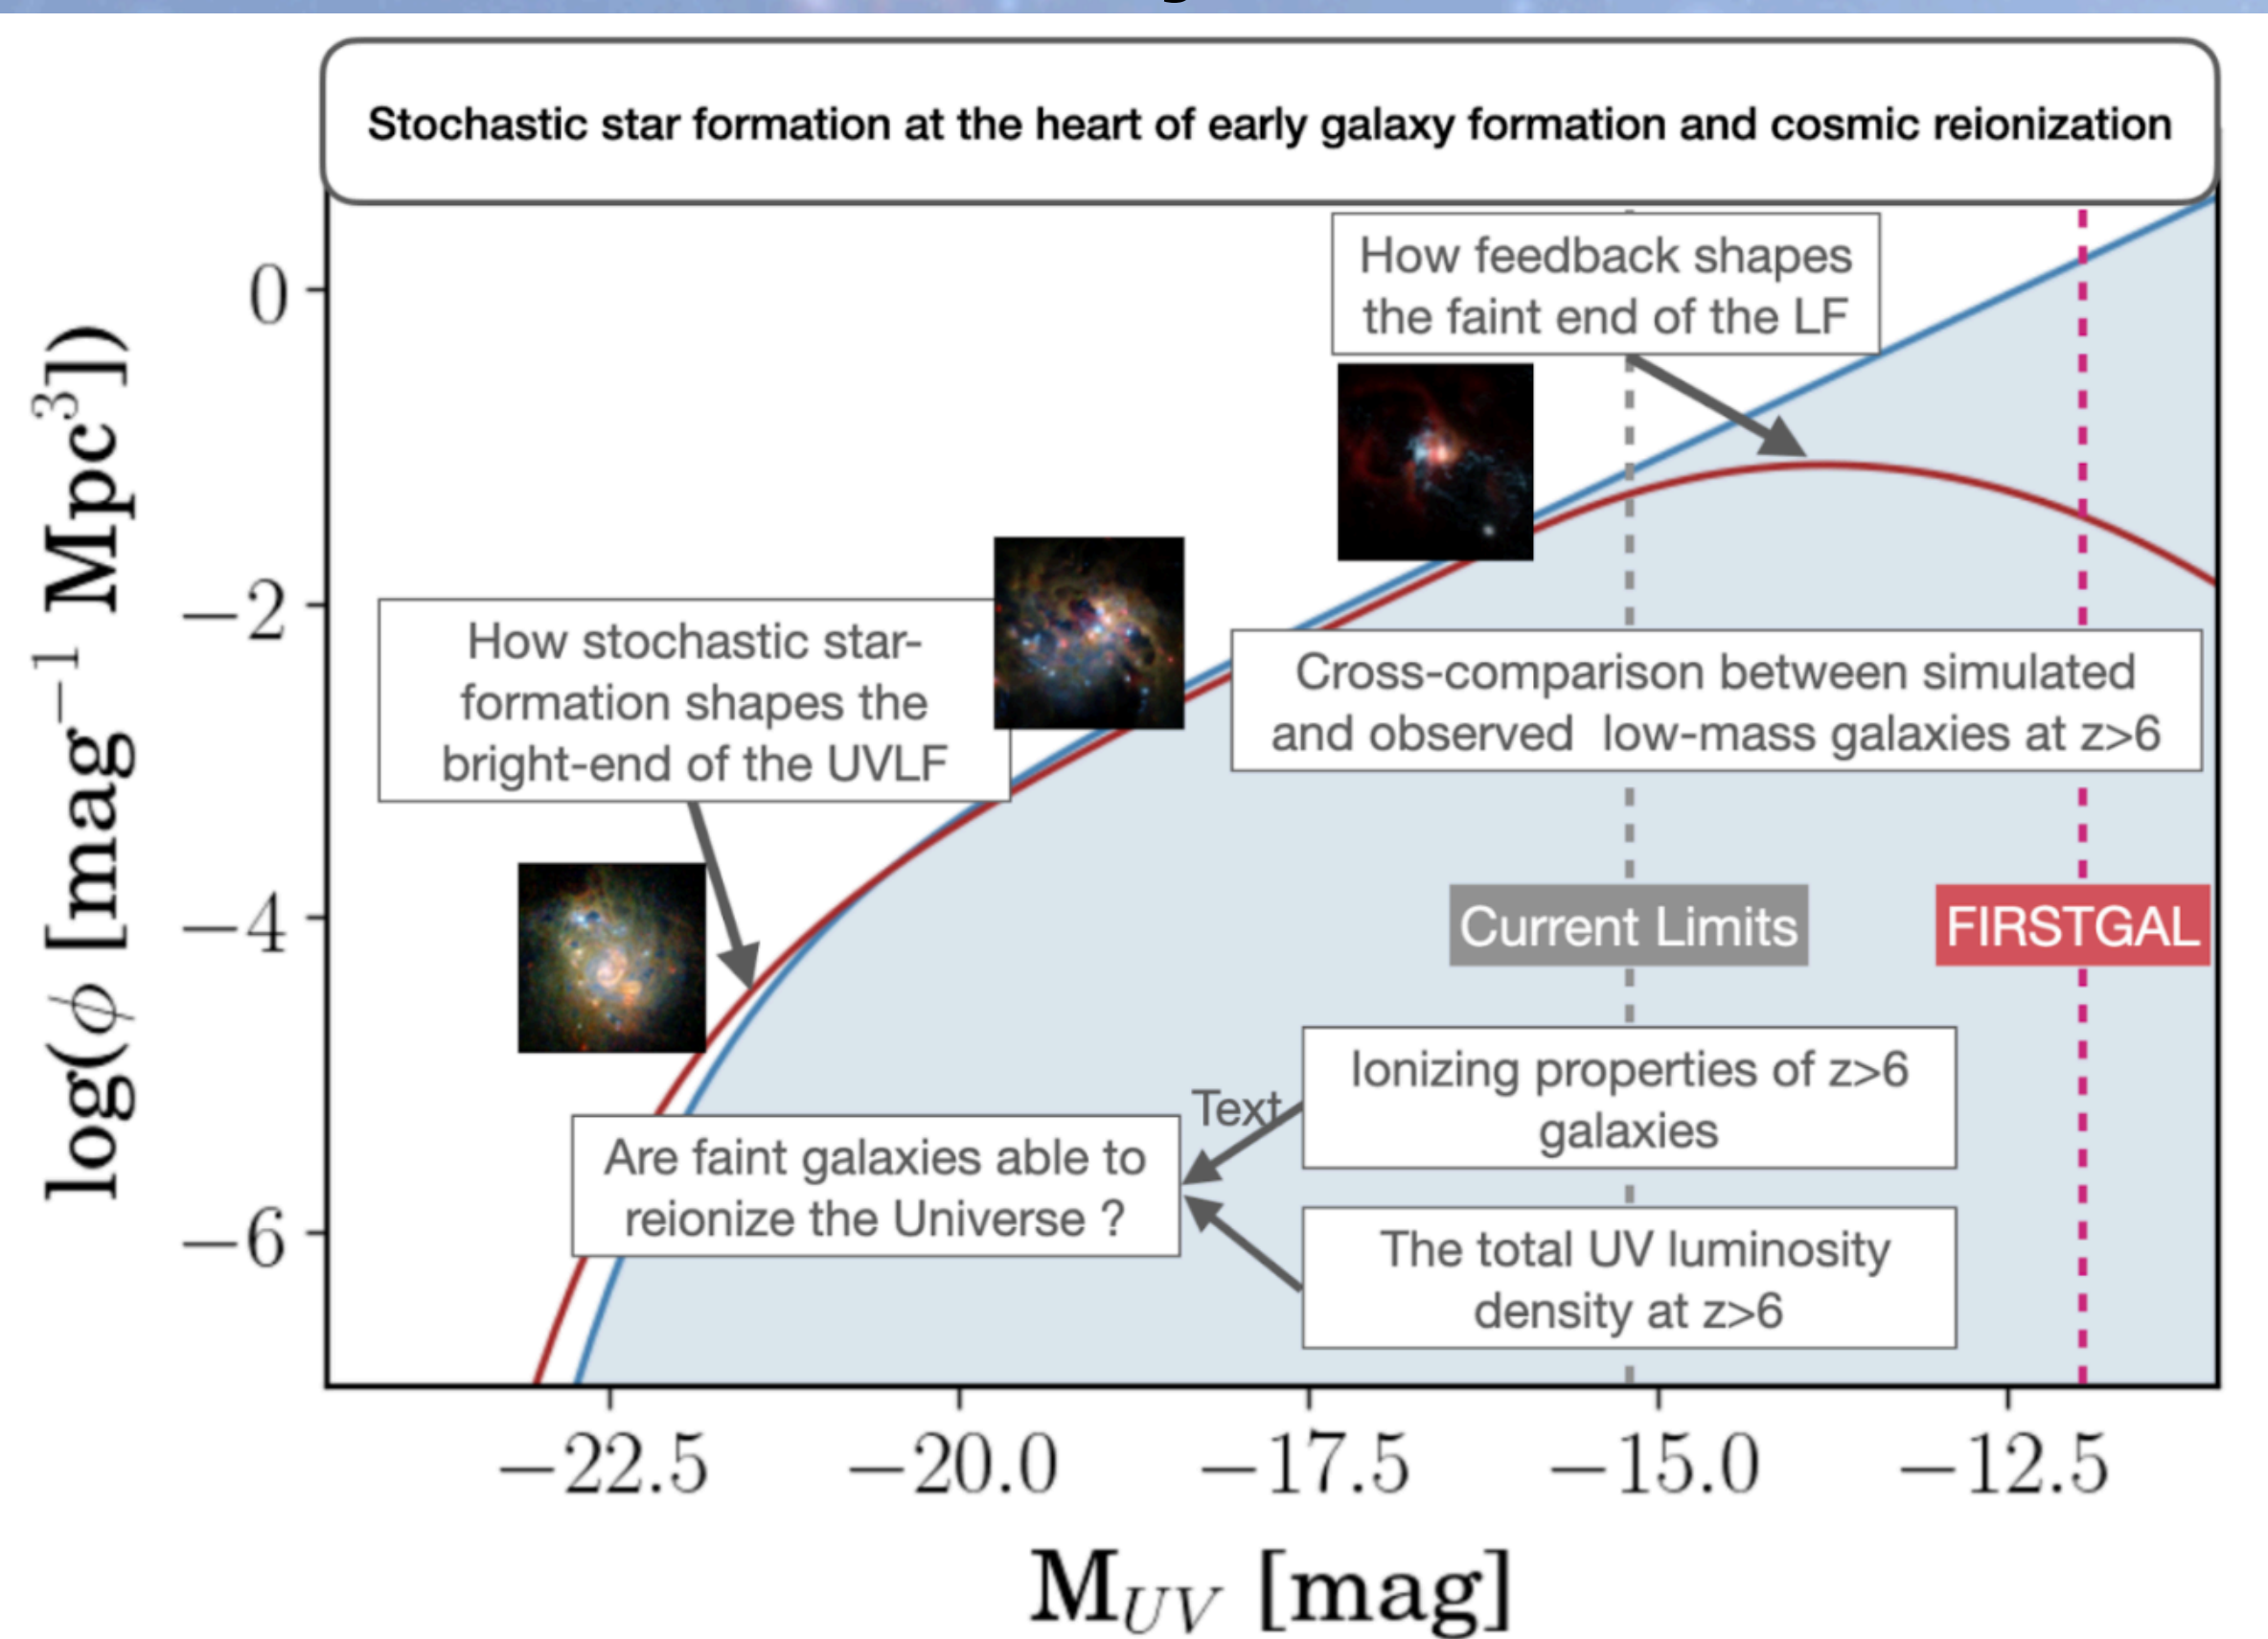 Stochastic star formation at the heart of early galaxy formation and cosmic reionization
How feedback shapes
the faint end of the LF
How stochastic star-
formation shapes the
bright-end of the UVLF
Cross-comparison between simulated
and observed low-mass galaxies at z>6
Current Limits
FIRSTGAL
Ionizing properties of z>6
galaxies
Text
Are faint galaxies able to
reionize the Universe ?
The total UV luminosity
density at z>6
log(ϕ [mag⁻¹ Mpc³])
0
−2
−4
−6
−22.5
−20.0
−17.5
−15.0
−12.5
M_UV [mag]